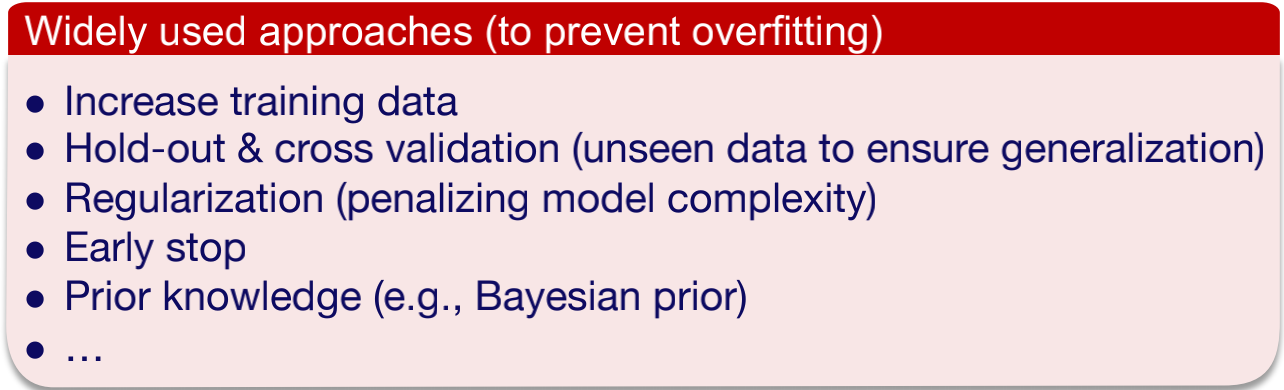 Widely used approaches (to prevent overfitting)
● Increase training data
● Hold-out & cross validation (unseen data to ensure generalization)
● Regularization (penalizing model complexity)
● Early stop
● Prior knowledge (e.g., Bayesian prior)
● …